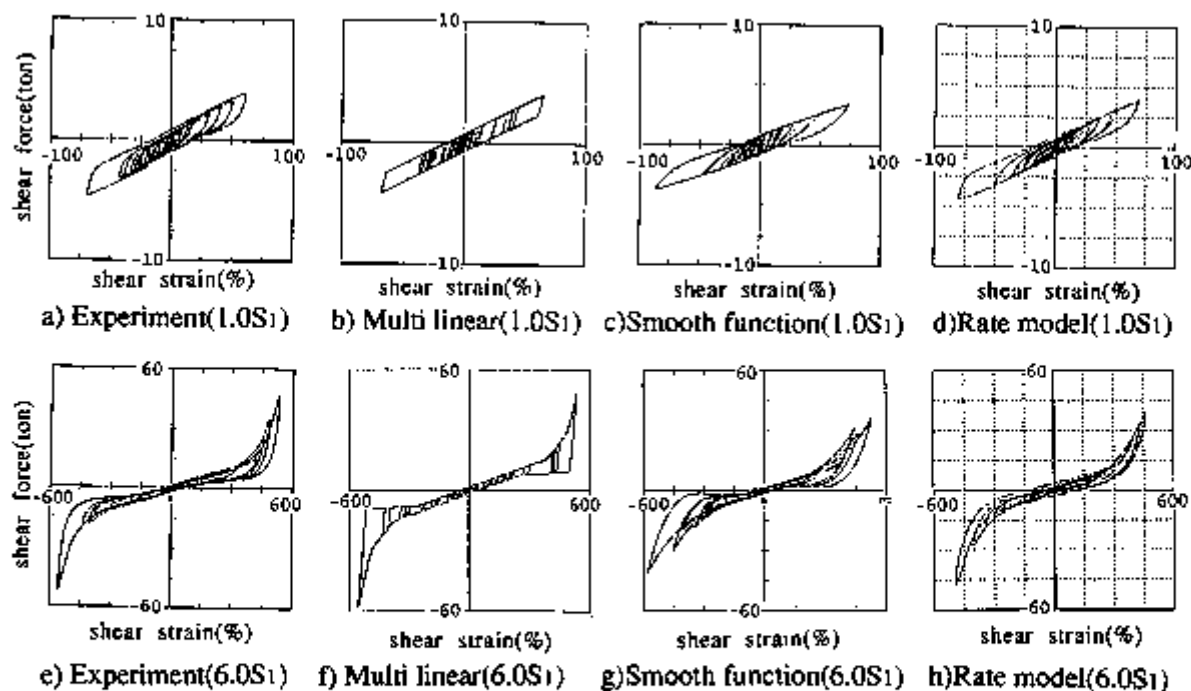 shear force(ton)
10
-100
100
-10
shear strain(%)
a) Experiment(1.0S1)
10
-100
100
-10
shear strain(%)
b) Multi linear(1.0S1)
10
-100
100
-10
shear strain(%)
c)Smooth function(1.0S1)
10
-100
100
-10
shear strain(%)
d)Rate model(1.0S1)
shear force(ton)
60
-600
600
-60
shear strain(%)
e) Experiment(6.0S1)
60
-600
600
-60
shear strain(%)
f) Multi linear(6.0S1)
60
-600
-60
shear strain(%)
g)Smooth function(6.0S1)
60
-600
600
-60
shear strain(%)
h)Rate model(6.0S1)